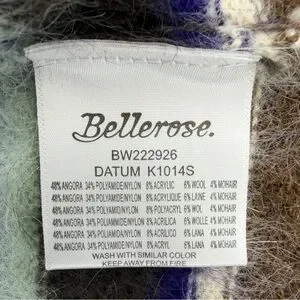 Bellerose.
BW222926
DATUM K1014S
48% ANGORA 34% POLYAMIDE/NYLON 8% ACRYLIC 6% WOOL 4% MOHAIR
48% ANGORA 34% POLYAMIDE/NYLON 8% ACRYLIQUE 6% LAINE 4% MOHAIR
48% ANGORA 34% POLYAMID/NYLON 8% POLYACRYL 6% WOL 4% MOHAIR
48% ANGORA 34% POLYAMID/NYLON 8% ACRILICA 6% WOLLE 4% MOHAIR
48% ANGORA 34% POLIAMIDE/NYLON 8% ACRILICO 6% LANA 4% MOHAIR
48% ANGORA 34% POLIAMIDE/NYLON 8% ACRYL 6% LANA 4% MOHAIR
WASH WITH SIMILAR COLOR
KEEP AWAY FROM FIRE